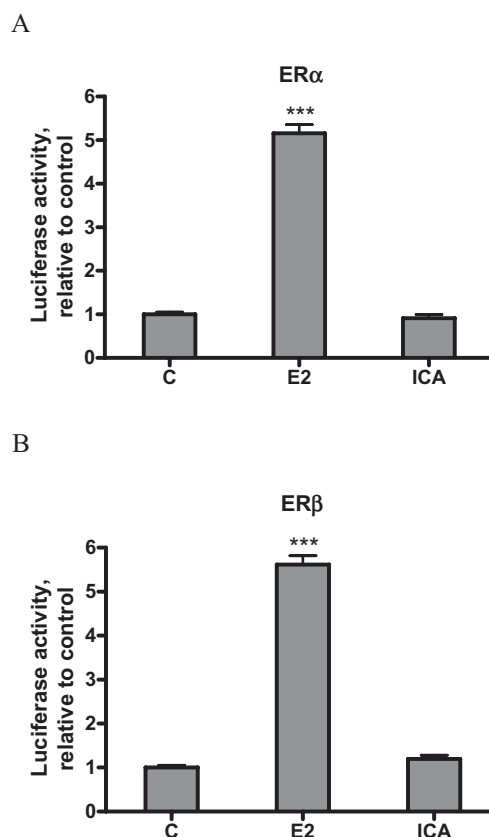 A
ERα
***
Luciferase activity,
relative to control
6
5
4
3
2
1
0
C E2 ICA
B
ERβ
***
Luciferase activity,
relative to control
6
5
4
3
2
1
0
C E2 ICA